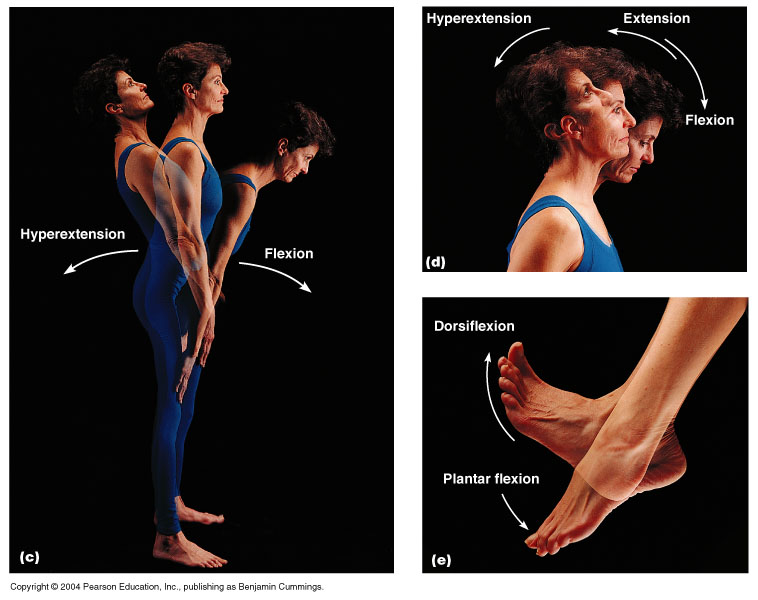 Hyperextension
Flexion
(c)
Hyperextension
Extension
Flexion
(d)
Dorsiflexion
Plantar flexion
(e)
Copyright © 2004 Pearson Education, Inc., publishing as Benjamin Cummings.